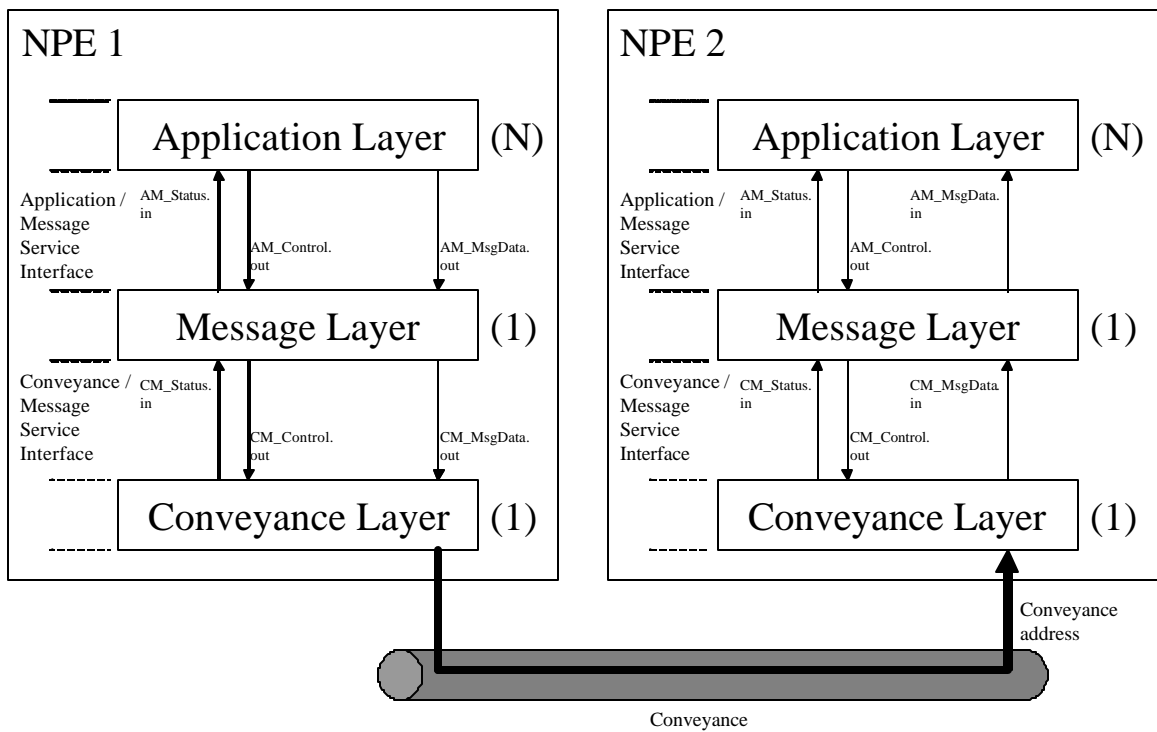 NPE 1
Application Layer (N)
Application /
Message
Service
Interface
AM_Status.
in
AM_Control.
out
AM_MsgData.
out
Message Layer (1)
Conveyance /
Message
Service
Interface
CM_Status.
in
CM_Control.
out
CM_MsgData.
out
Conveyance Layer (1)
NPE 2
Application Layer (N)
Application /
Message
Service
Interface
AM_Status.
in
AM_MsgData.
in
AM_Control.
out
Message Layer (1)
Conveyance /
Message
Service
Interface
CM_Status.
in
CM_MsgData.
in
CM_Control.
out
Conveyance Layer (1)
Conveyance
address
Conveyance